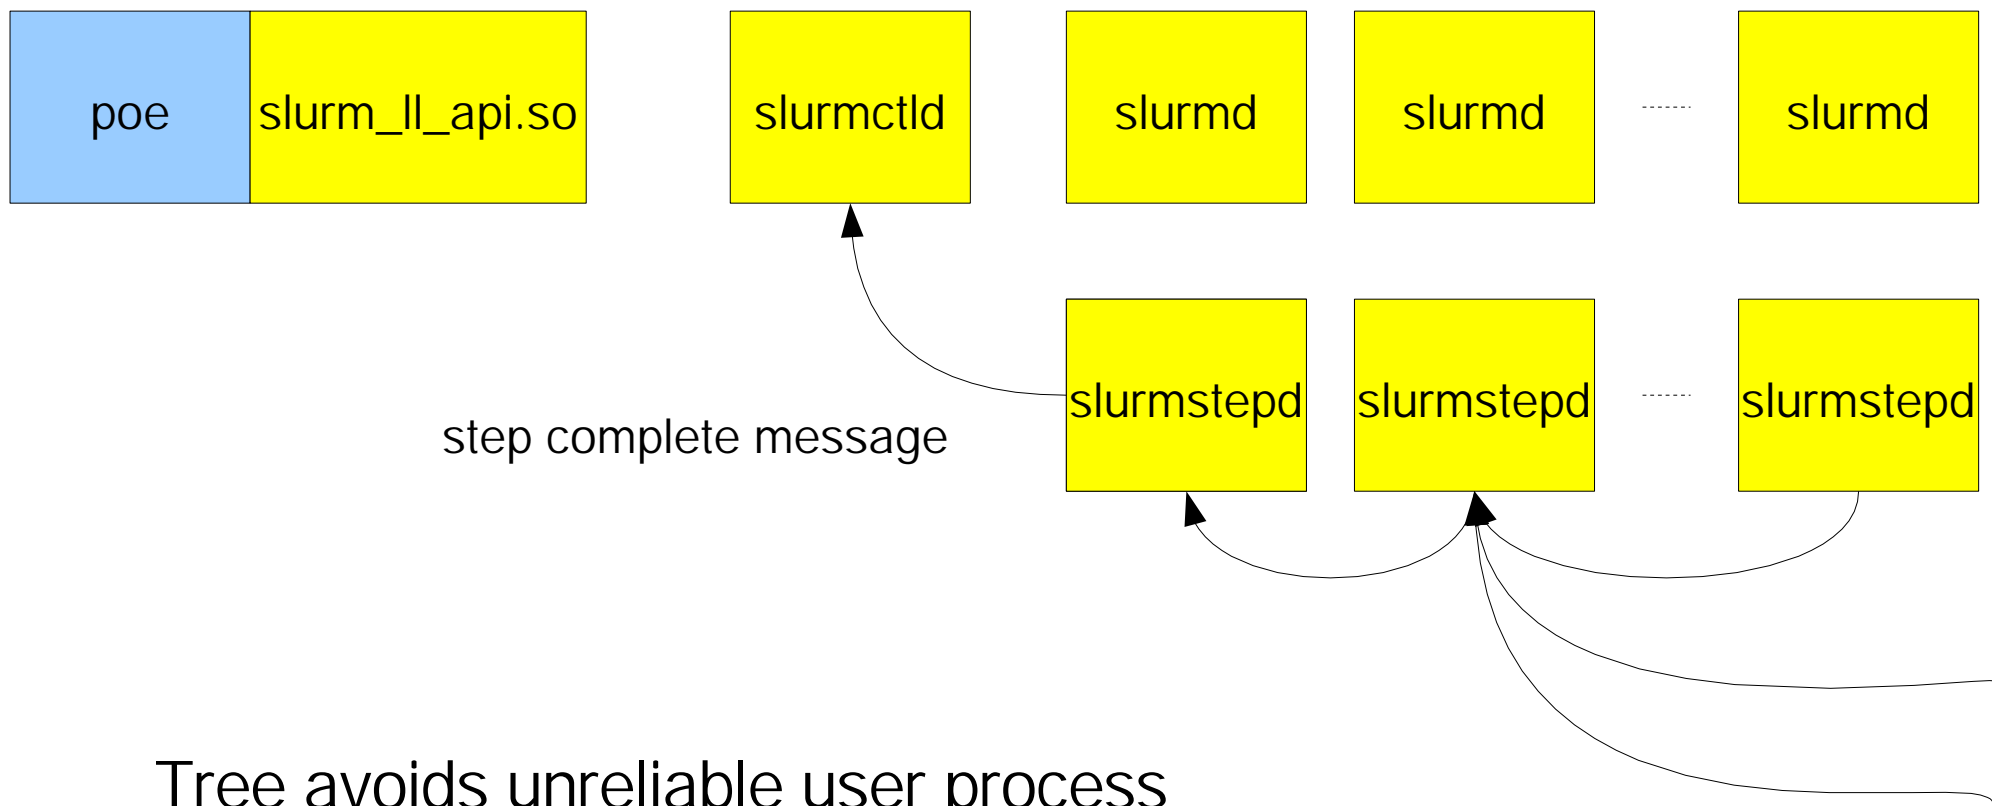 poe
slurm_ll_api.so
slurmctld
slurmd
slurmd
slurmd
slurmstepd
slurmstepd
slurmstepd
step complete message
Tree avoids unreliable user process